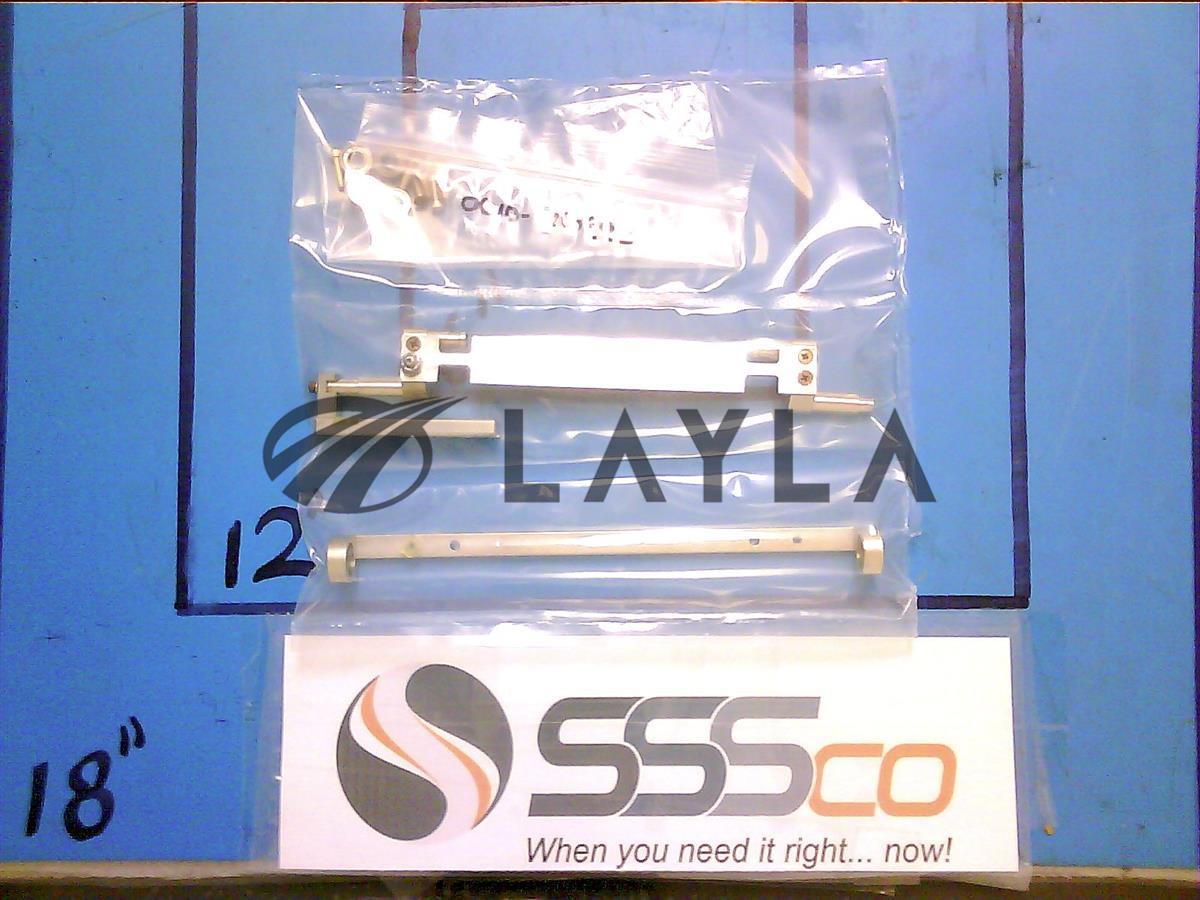 LAYLA
12
18"
SSSco
When you need it right... now!